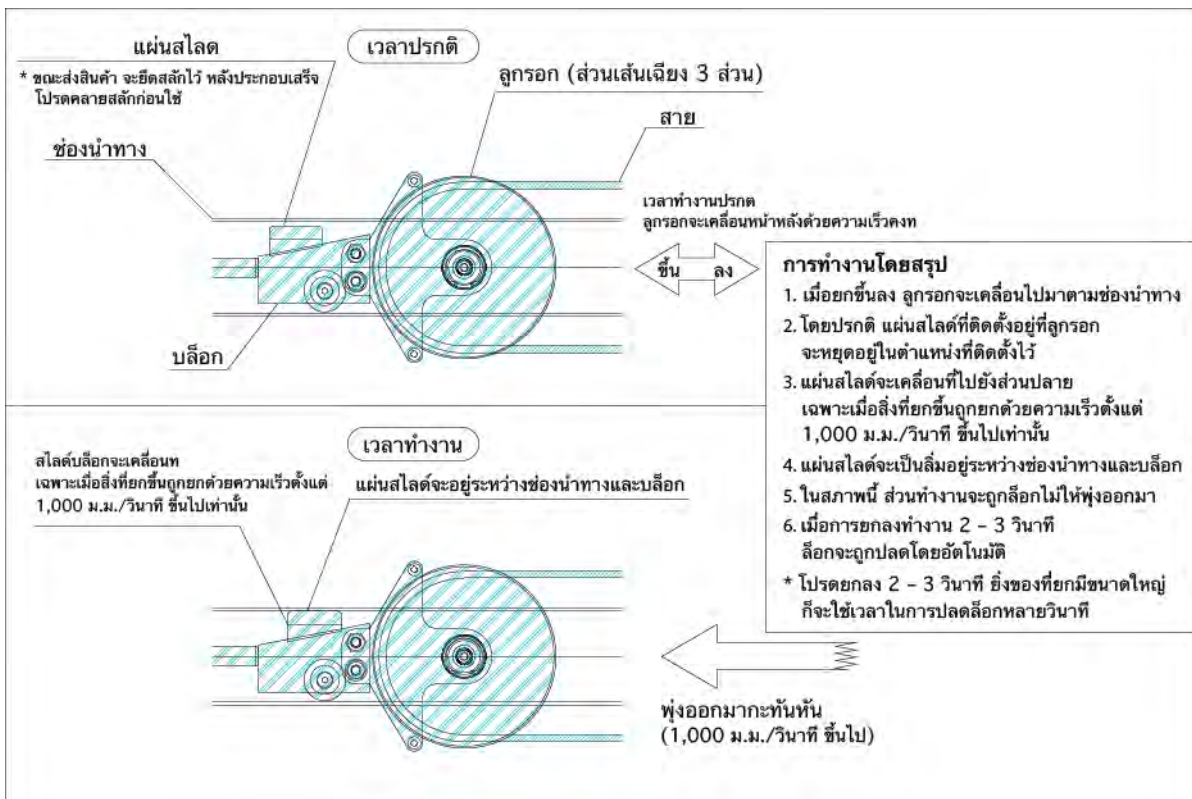 แผ่นสไลด
* ขณะส่งสินค้า จะยึดสลักไว้ หลังประกอบเสร็จ
โปรดคลายสลักก่อนใช้
เวลาปรกติ
ลูกรอก (ส่วนเส้นเฉียง 3 ส่วน)
สาย
ช่องนำทาง
เวลาทำงานปรกต
ลูกรอกจะเคลื่อนหน้าหลังด้วยความเร็วคงท
ขึ้น ลง
บล็อก
การทำงานโดยสรุป
1. เมื่อยกขึ้นลง ลูกรอกจะเคลื่อนไปมาตามช่องนำทาง
2. โดยปรกติ แผ่นสไลด์ที่ติดตั้งอยู่ที่ลูกรอก
จะหยุดอยู่ในตำแหน่งที่ติดตั้งไว้
3. แผ่นสไลด์จะเคลื่อนที่ไปยังส่วนปลาย
เฉพาะเมื่อสิ่งที่ยกขึ้นถูกยกด้วยความเร็วตั้งแต่
1,000 ม.ม./วินาที ขึ้นไปเท่านั้น
4. แผ่นสไลด์จะเป็นลิ่มอยู่ระหว่างช่องนำทางและบล็อก
5. ในสภาพนี้ ส่วนทำงานจะถูกล็อกไม่ให้พุ่งออกมา
6. เมื่อการยกลงทำงาน 2 – 3 วินาที
ล็อกจะถูกปลดโดยอัตโนมัติ
* โปรดยกลง 2 – 3 วินาที ยิ่งของที่ยกมีขนาดใหญ่
ก็จะใช้เวลาในการปลดล็อกหลายวินาที
เวลาทำงาน
สไลด์บล็อกจะเคลื่อนท
เฉพาะเมื่อสิ่งที่ยกขึ้นถูกยกด้วยความเร็วตั้งแต่
1,000 ม.ม./วินาที ขึ้นไปเท่านั้น
แผ่นสไลด์จะอยู่ระหว่างช่องนำทางและบล็อก
พุ่งออกมากะทันหัน
(1,000 ม.ม./วินาที ขึ้นไป)